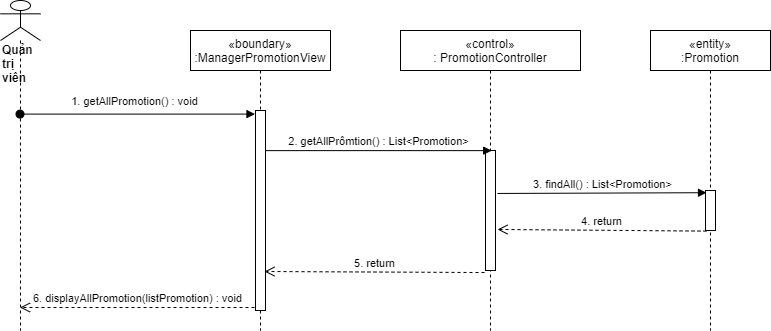 Quản
trị
viên
«boundary»
:ManagerPromotionView
«control»
: PromotionController
«entity»
:Promotion
1. getAllPromotion() : void
2. getAllPrômtion() : List<Promotion>
3. findAll() : List<Promotion>
4. return
5. return
6. displayAllPromotion(listPromotion) : void